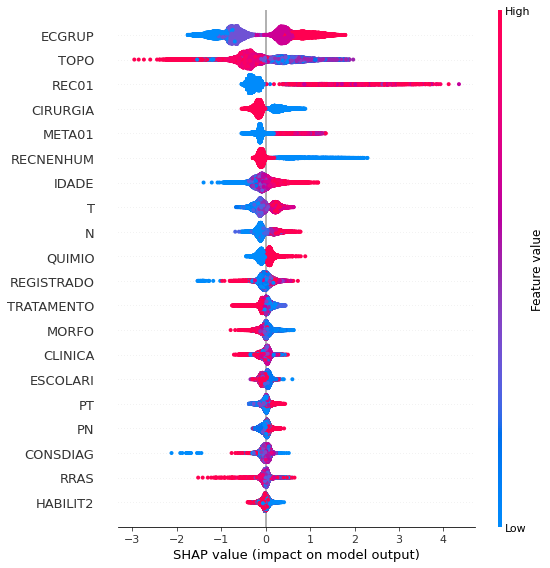 High
ECGRUP
TOPO
REC01
CIRURGIA
META01
RECNENHUM
IDADE
T
N
QUIMIO
REGISTRADO
TRATAMENTO
MORFO
CLINICA
ESCOLARI
PT
PN
CONSDIAG
RRAS
HABILIT2
Feature value
Low
−3 −2 −1 0 1 2 3 4
SHAP value (impact on model output)